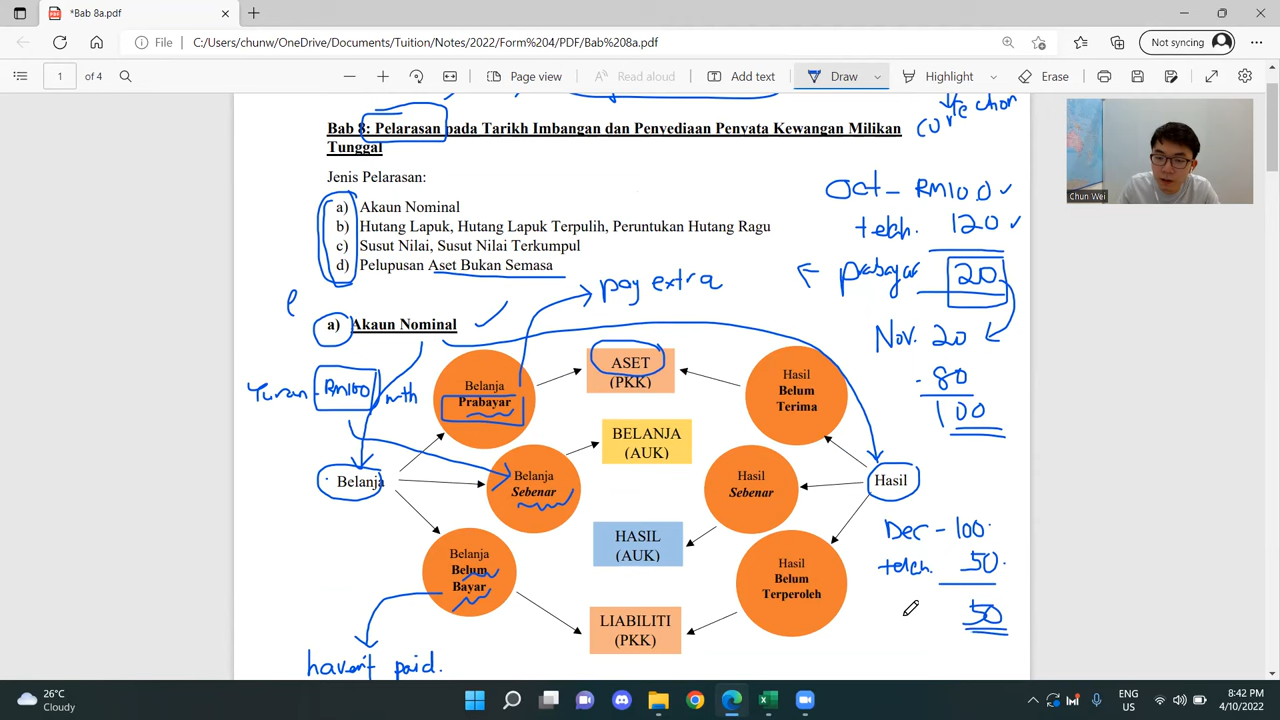 *Bab 8a.pdf
File C:/Users/chunw/OneDrive/Documents/Tuition/Notes/2022/Form%204/PDF/Bab%208a.pdf
Not syncing
1 of 4
Page view
Read aloud
Add text
Draw
Highlight
Erase
correction
Bab 8: Pelarasan pada Tarikh Imbangan dan Penyediaan Penyata Kewangan Milikan
Tunggal
Jenis Pelarasan:
a) Akaun Nominal
b) Hutang Lapuk, Hutang Lapuk Terpulih, Peruntukan Hutang Ragu
c) Susut Nilai, Susut Nilai Terkumpul
d) Pelupusan Aset Bukan Semasa
Chun Wei
Oct - RM100
telah. 120
prabayar 20
pay extra
a) Akaun Nominal
Nov. 20
- 80
100
Yuran - RM100/mth
Belanja
Prabayar
ASET
(PKK)
Hasil
Belum
Terima
BELANJA
(AUK)
Belanja
Belanja
Sebenar
Hasil
Sebenar
Hasil
HASIL
(AUK)
Dec - 100
telah. 50
50
Belanja
Belum
Bayar
Hasil
Belum
Terperoleh
LIABILITI
(PKK)
haven't paid.
26°C
Cloudy
ENG
US
8:42 PM
4/10/2022